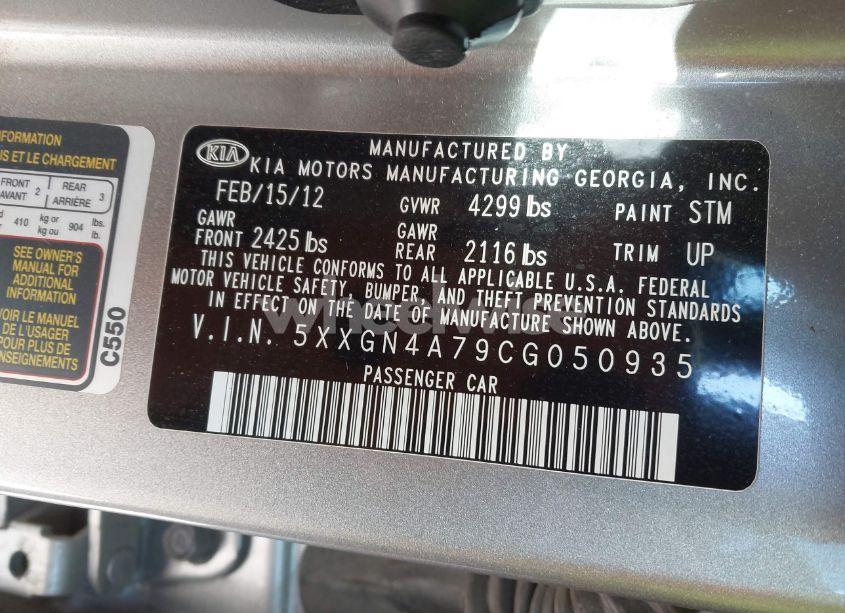 NFORMATION
US ET LE CHARGEMENT
FRONT 2 REAR 3
AVANT ARRIÈRE
410 kg or 904 lbs.
kg ou lb.
SEE OWNER'S
MANUAL FOR
ADDITIONAL
INFORMATION
VOIR LE MANUEL
DE L'USAGER
POUR PLUS DE
RENSEIGNEMENTS
C550
KIA
MANUFACTURED BY
KIA MOTORS MANUFACTURING GEORGIA, INC.
FEB/15/12 GVWR 4299 lbs PAINT STM
GAWR GAWR
FRONT 2425 lbs REAR 2116 lbs TRIM UP
THIS VEHICLE CONFORMS TO ALL APPLICABLE U.S.A. FEDERAL
MOTOR VEHICLE SAFETY, BUMPER, AND THEFT PREVENTION STANDARDS
IN EFFECT ON THE DATE OF MANUFACTURE SHOWN ABOVE.
V.I.N. 5XXGN4A79CG050935
PASSENGER CAR